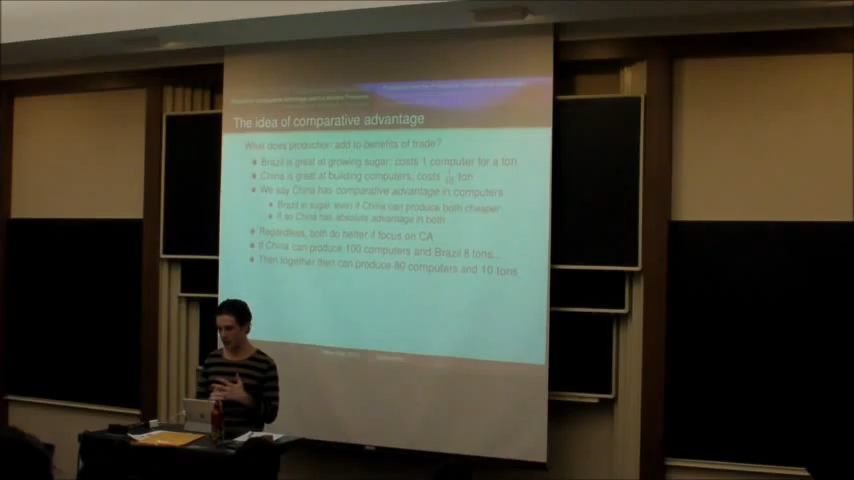 The idea of comparative advantage
What does production add to benefits of trade?
Brazil is great at growing sugar: costs 1 computer for a ton
China is great at building computers, costs 1/10 ton
We say China has comparative advantage in computers
Brazil in sugar, even if China can produce both cheaper
If so China has absolute advantage in both
Regardless, both do better if focus on CA
If China can produce 100 computers and Brazil 8 tons...
Then together then can produce 80 computers and 10 tons